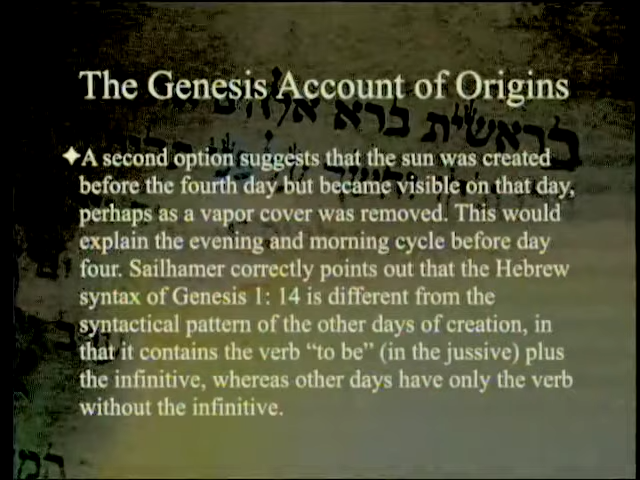 The Genesis Account of Origins
בראשית ברא אלהים
✦A second option suggests that the sun was created
before the fourth day but became visible on that day,
perhaps as a vapor cover was removed. This would
explain the evening and morning cycle before day
four. Sailhamer correctly points out that the Hebrew
syntax of Genesis 1: 14 is different from the
syntactical pattern of the other days of creation, in
that it contains the verb “to be” (in the jussive) plus
the infinitive, whereas other days have only the verb
without the infinitive.